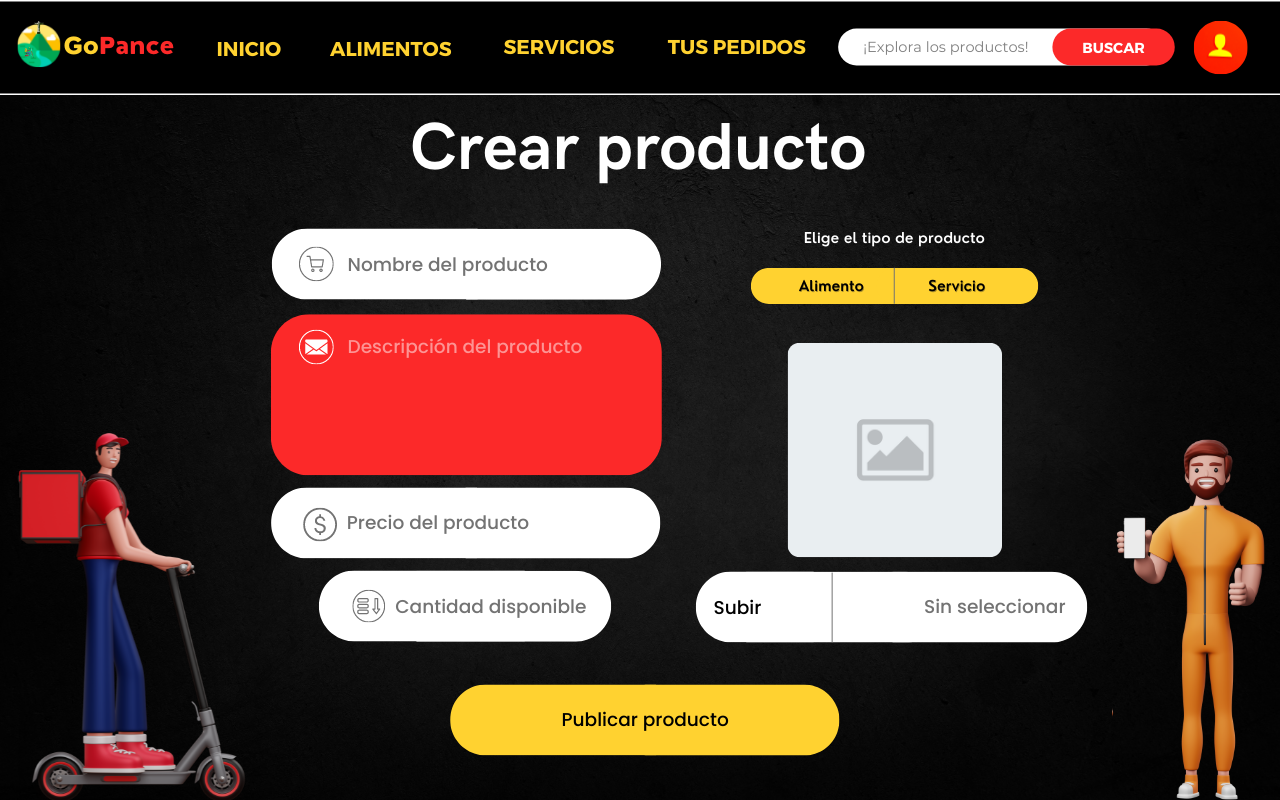 GoPance
INICIO
ALIMENTOS
SERVICIOS
TUS PEDIDOS
¡Explora los productos!
BUSCAR
Crear producto
Nombre del producto
Descripción del producto
Precio del producto
Cantidad disponible
Elige el tipo de producto
Alimento
Servicio
Subir
Sin seleccionar
Publicar producto